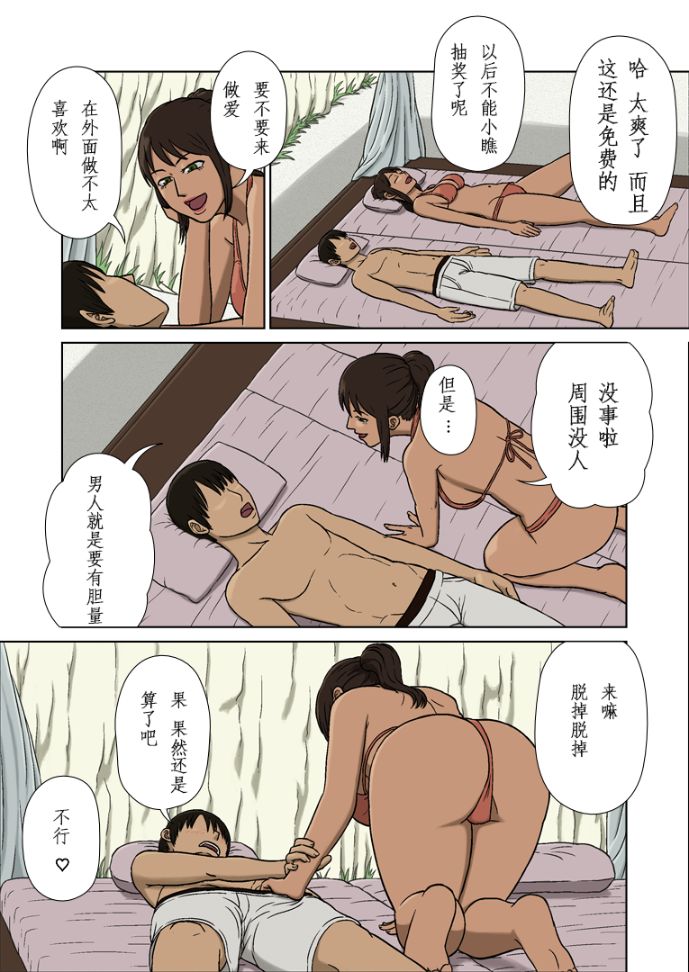 哈 太爽了 而且
这还是免费的
以后不能小瞧
抽奖了呢
要不要来
做爱
在外面做不太
喜欢啊
没事啦
周围没人
但是…
男人就是要有胆量
来嘛
脱掉脱掉
果 果然还是
算了吧
不行♡